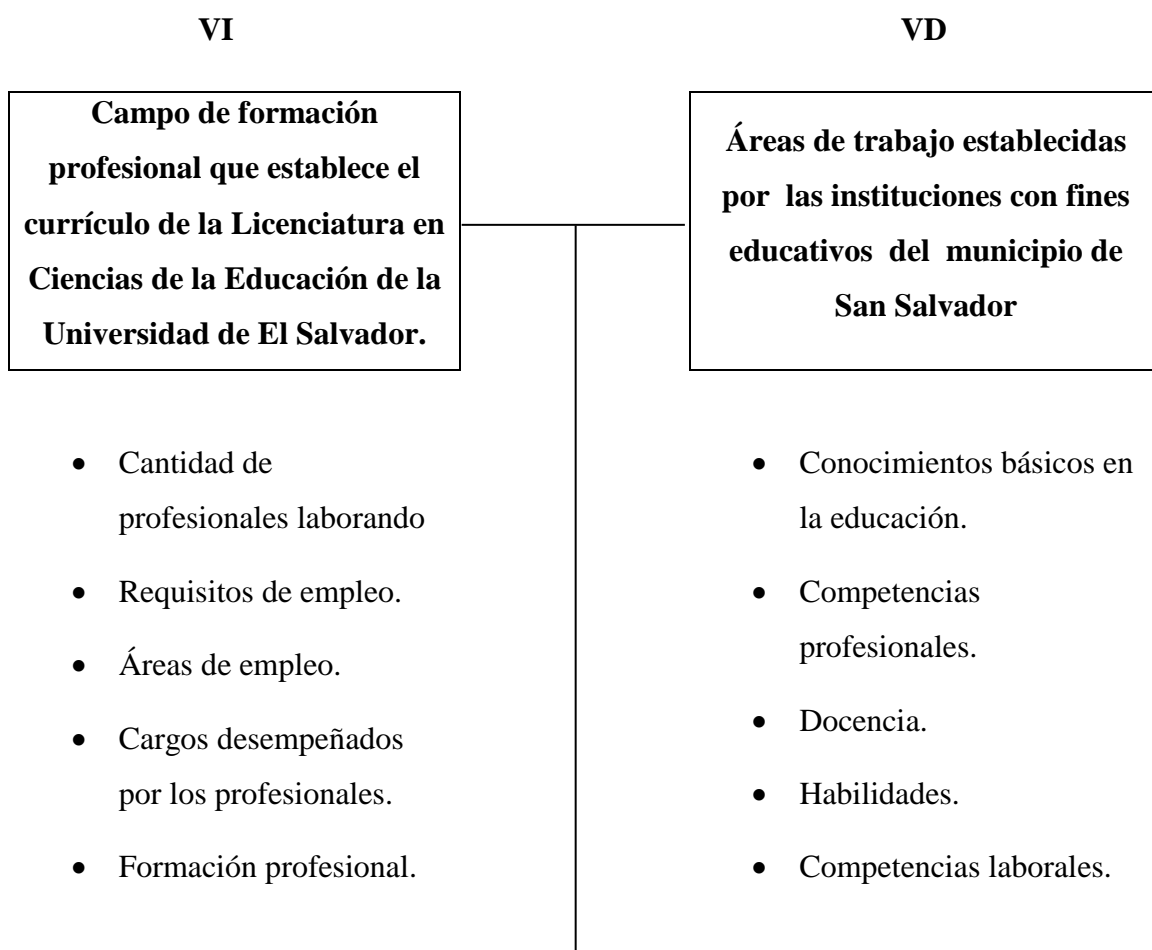 VI
VD
Campo de formación
profesional que establece el
currículo de la Licenciatura en
Ciencias de la Educación de la
Universidad de El Salvador.
Áreas de trabajo establecidas
por las instituciones con fines
educativos del municipio de
San Salvador
• Cantidad de
profesionales laborando
• Requisitos de empleo.
• Áreas de empleo.
• Cargos desempeñados
por los profesionales.
• Formación profesional.
• Conocimientos básicos en
la educación.
• Competencias
profesionales.
• Docencia.
• Habilidades.
• Competencias laborales.